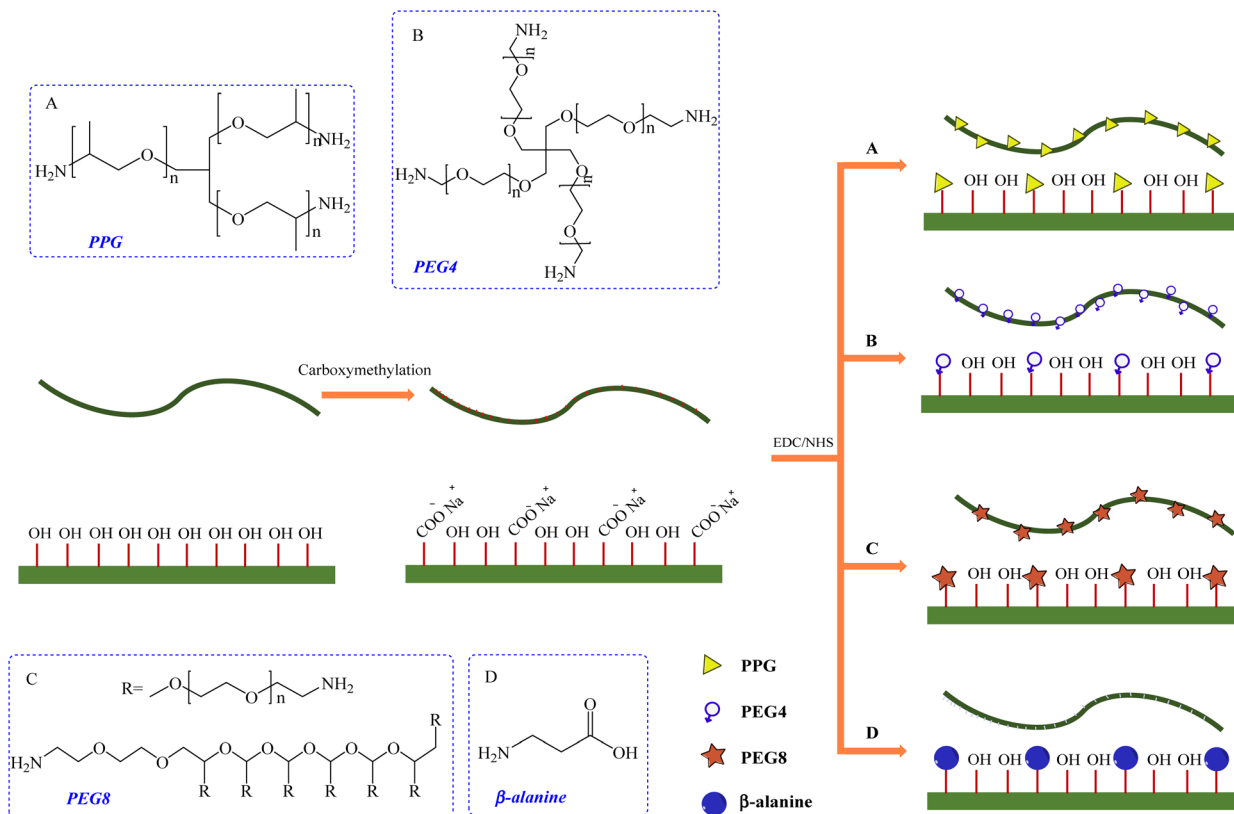 A
H₂N
O
n
O
n
NH₂
O
n
NH₂
PPG
B
NH₂
n
O
O
O
O
n
NH₂
H₂N
O
O
n
O
n
O
H₂N
PEG4
Carboxymethylation
OH OH OH OH OH OH OH OH OH OH
COO⁻Na⁺ OH OH COO⁻Na⁺ OH OH COO⁻Na⁺ OH OH COO⁻Na⁺
EDC/NHS
A
OH OH OH OH OH OH
B
OH OH OH OH OH OH
C
OH OH OH OH OH OH
D
OH OH OH OH OH OH
C
R= O O n NH₂
R
H₂N O O O O O O O
R R R R R R
PEG8
D
O
H₂N OH
β-alanine
PPG
PEG4
PEG8
β-alanine